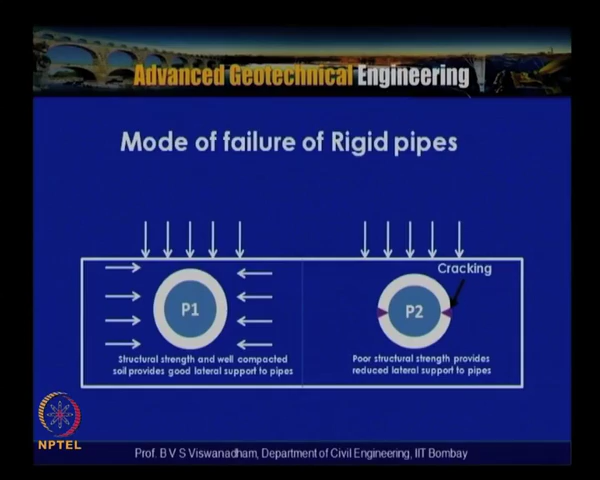 Advanced Geotechnical Engineering
Mode of failure of Rigid pipes
Cracking
P1
P2
Structural strength and well compacted
soil provides good lateral support to pipes
Poor structural strength provides
reduced lateral support to pipes
NPTEL
Prof. B V S Viswanadham, Department of Civil Engineering, IIT Bombay